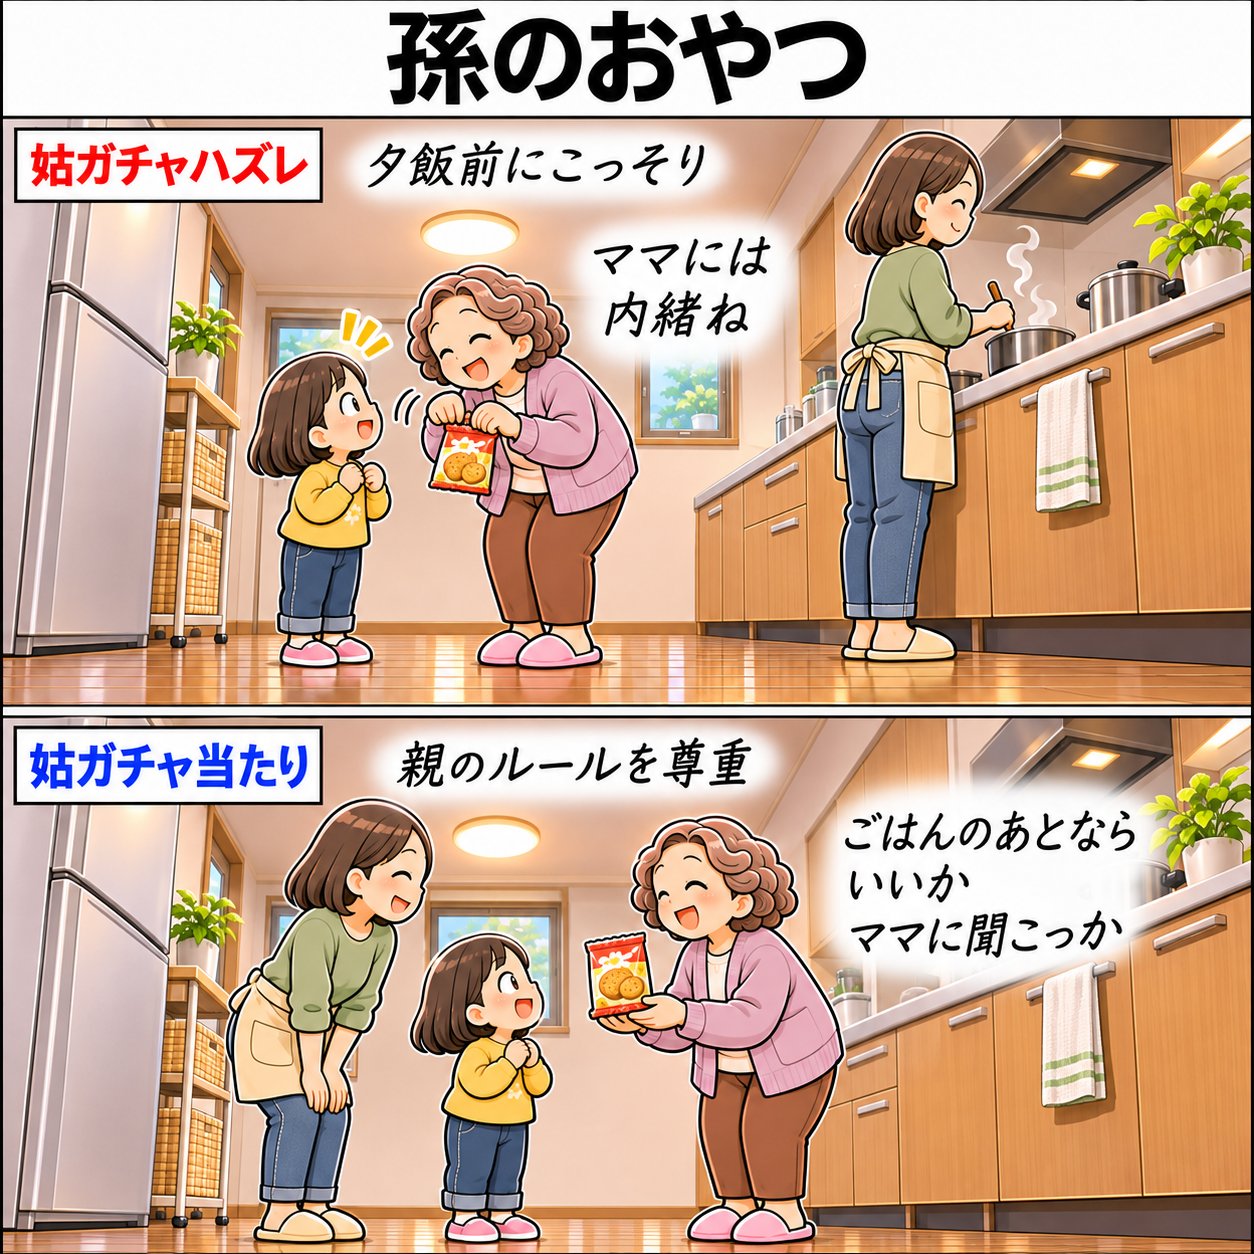 孫のおやつ
姑ガチャハズレ
夕飯前にこっそり
ママには
内緒ね
姑ガチャ当たり
親のルールを尊重
ごはんのあとなら
いいか
ママに聞こっか